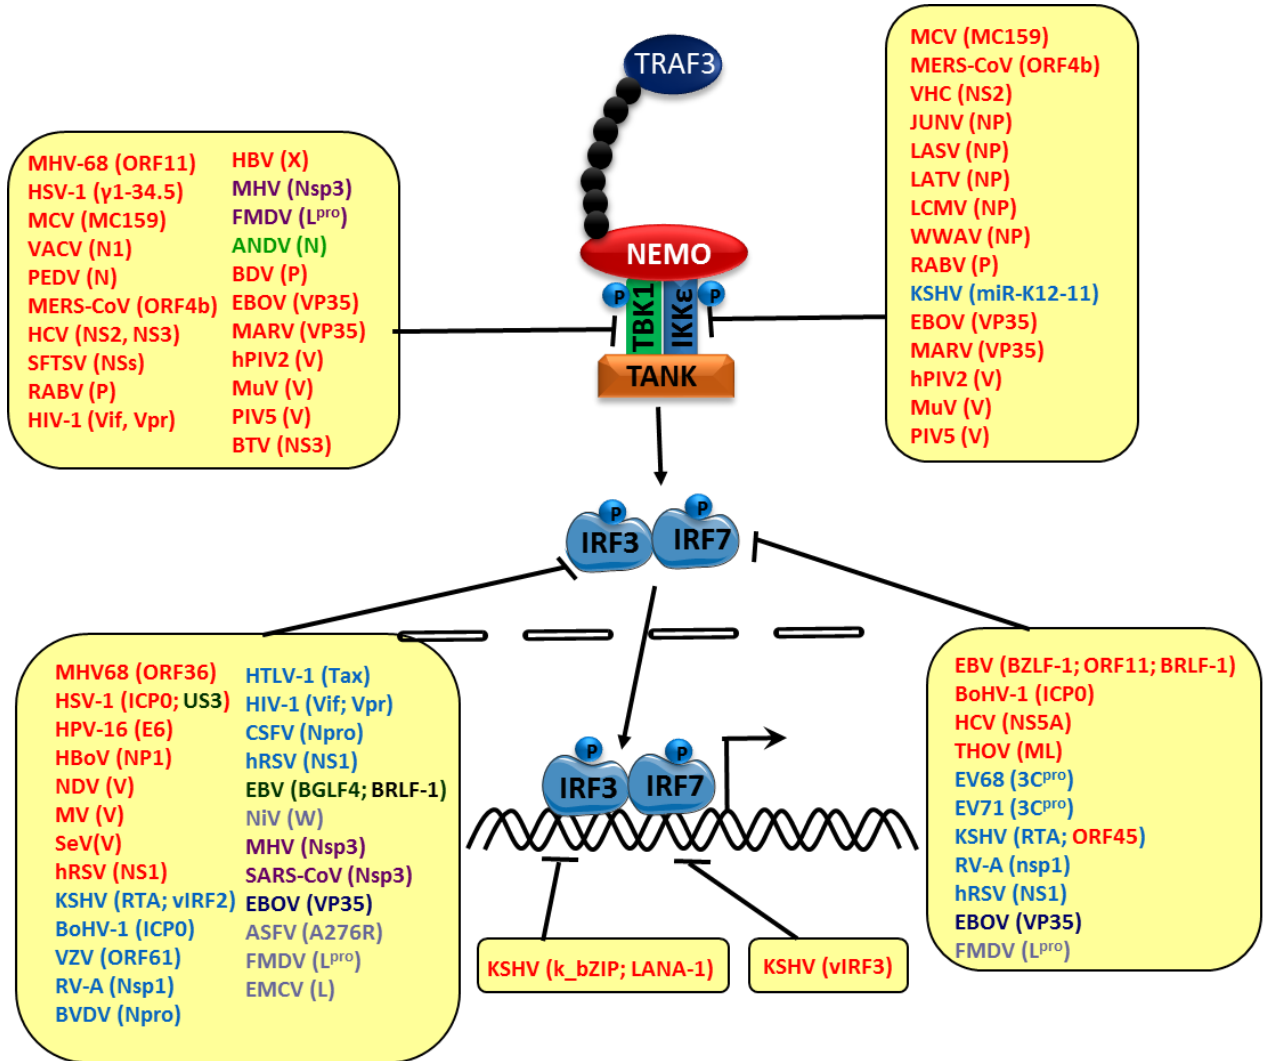 TRAF3
NEMO
P
P
TBK1
IKKε
TANK
MHV-68 (ORF11)
HSV-1 (γ1-34.5)
MCV (MC159)
VACV (N1)
PEDV (N)
MERS-CoV (ORF4b)
HCV (NS2, NS3)
SFTSV (NSs)
RABV (P)
HIV-1 (Vif, Vpr)
HBV (X)
MHV (Nsp3)
FMDV (Lpro)
ANDV (N)
BDV (P)
EBOV (VP35)
MARV (VP35)
hPIV2 (V)
MuV (V)
PIV5 (V)
BTV (NS3)
MCV (MC159)
MERS-CoV (ORF4b)
VHC (NS2)
JUNV (NP)
LASV (NP)
LATV (NP)
LCMV (NP)
WWAV (NP)
RABV (P)
KSHV (miR-K12-11)
EBOV (VP35)
MARV (VP35)
hPIV2 (V)
MuV (V)
PIV5 (V)
P
P
IRF3
IRF7
MHV68 (ORF36)
HSV-1 (ICP0; US3)
HPV-16 (E6)
HBoV (NP1)
NDV (V)
MV (V)
SeV(V)
hRSV (NS1)
KSHV (RTA; vIRF2)
BoHV-1 (ICP0)
VZV (ORF61)
RV-A (Nsp1)
BVDV (Npro)
HTLV-1 (Tax)
HIV-1 (Vif; Vpr)
CSFV (Npro)
hRSV (NS1)
EBV (BGLF4; BRLF-1)
NiV (W)
MHV (Nsp3)
SARS-CoV (Nsp3)
EBOV (VP35)
ASFV (A276R)
FMDV (Lpro)
EMCV (L)
P
P
IRF3
IRF7
KSHV (k_bZIP; LANA-1)
KSHV (vIRF3)
EBV (BZLF-1; ORF11; BRLF-1)
BoHV-1 (ICP0)
HCV (NS5A)
THOV (ML)
EV68 (3Cpro)
EV71 (3Cpro)
KSHV (RTA; ORF45)
RV-A (nsp1)
hRSV (NS1)
EBOV (VP35)
FMDV (Lpro)